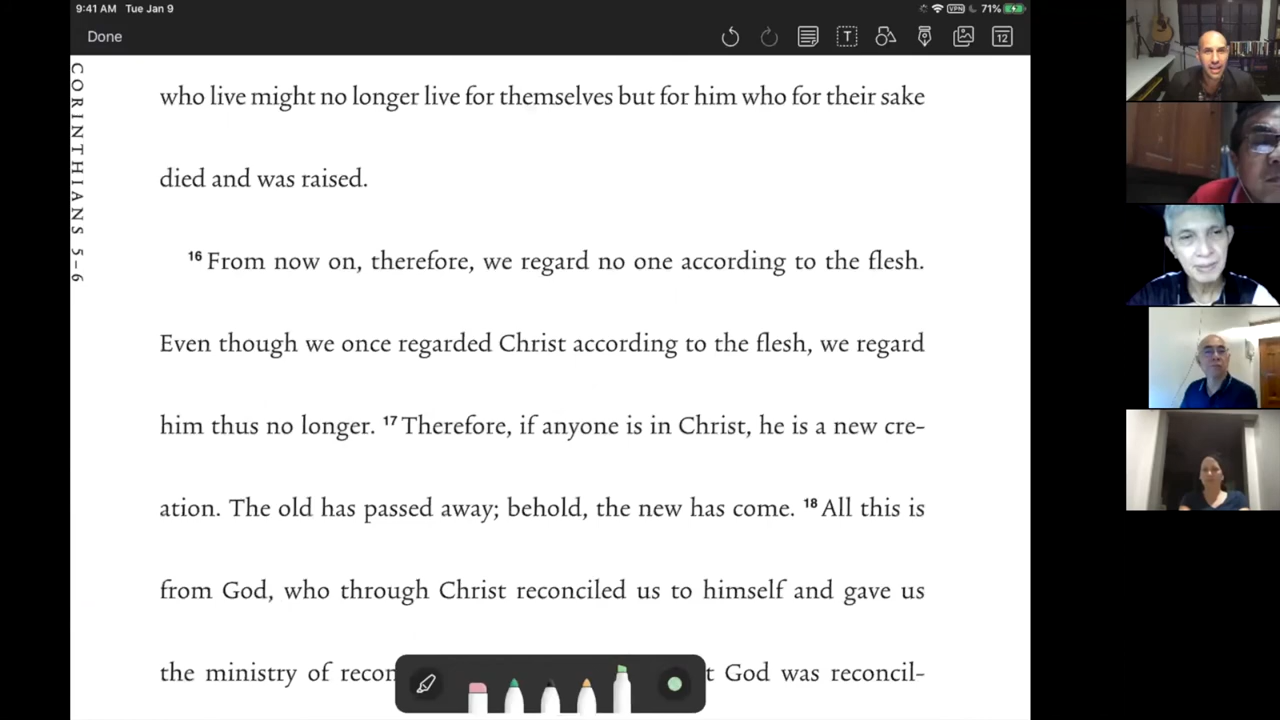 9:41 AM Tue Jan 9
VPN 71%
Done
T
12
CORINTHIANS 5–6
who live might no longer live for themselves but for him who for their sake
died and was raised.
16 From now on, therefore, we regard no one according to the flesh.
Even though we once regarded Christ according to the flesh, we regard
him thus no longer. 17 Therefore, if anyone is in Christ, he is a new cre-
ation. The old has passed away; behold, the new has come. 18 All this is
from God, who through Christ reconciled us to himself and gave us
the ministry of recon t God was reconcil-